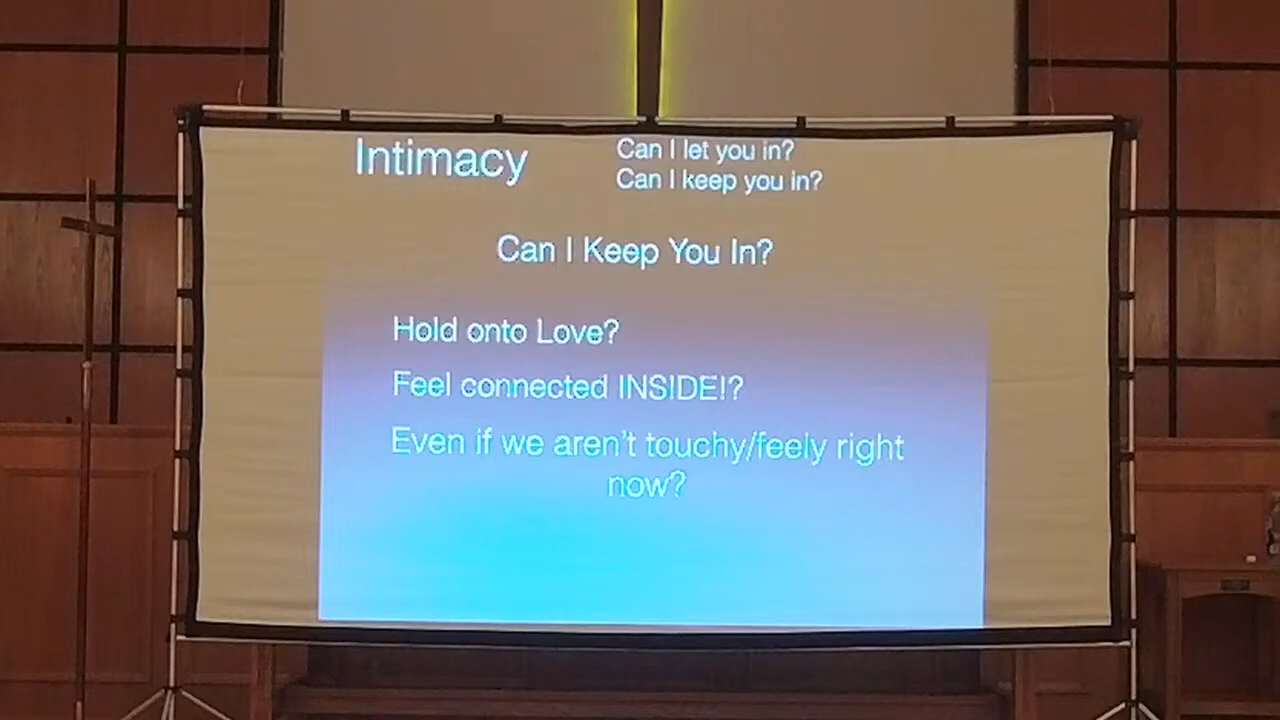 Intimacy
Can I let you in?
Can I keep you in?
Can I Keep You In?
Hold onto Love?
Feel connected INSIDE!?
Even if we aren't touchy/feely right
now?